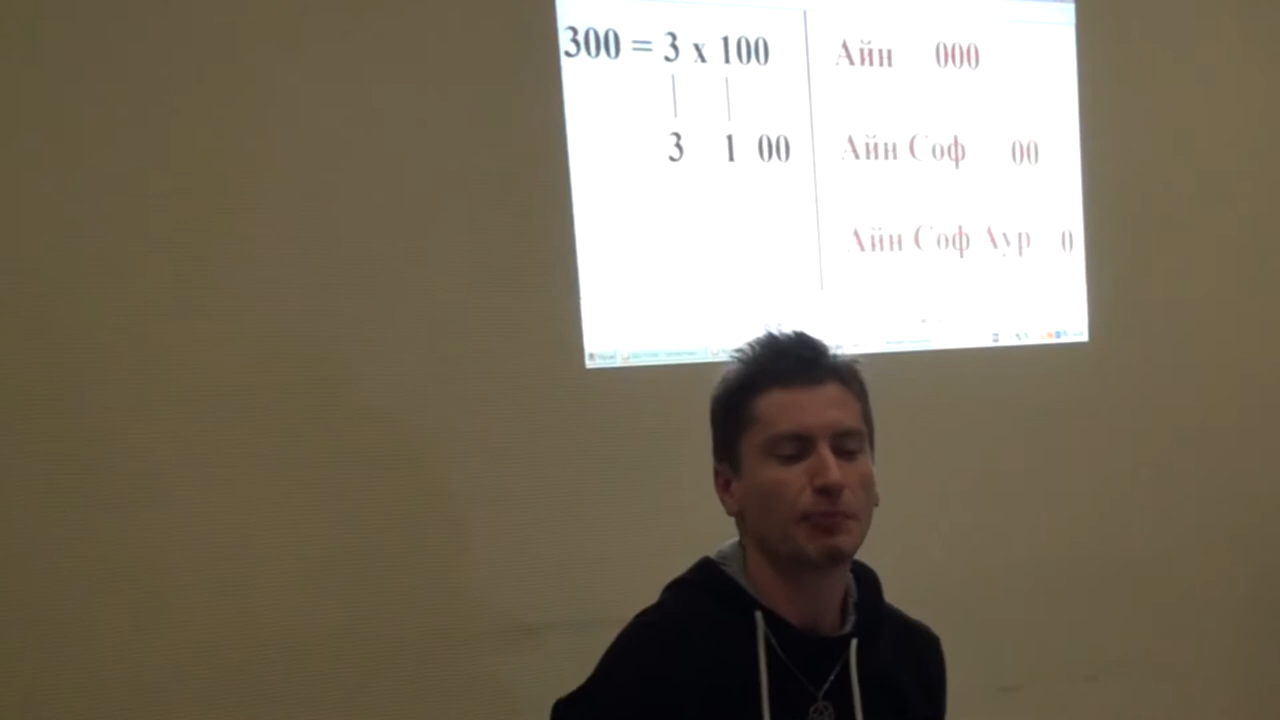 300 = 3 x 100
3 1 00
Айн 000
Айн Соф 00
Айн Соф Аур 0